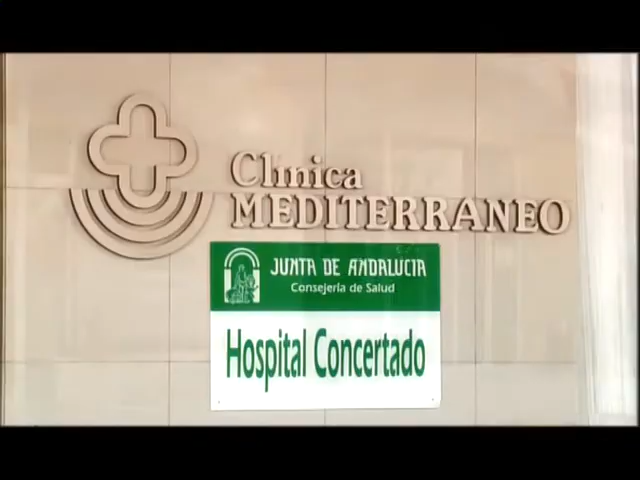 Clinica
MEDITERRANEO
JUNTA DE ANDALUCIA
Consejería de Salud
Hospital Concertado